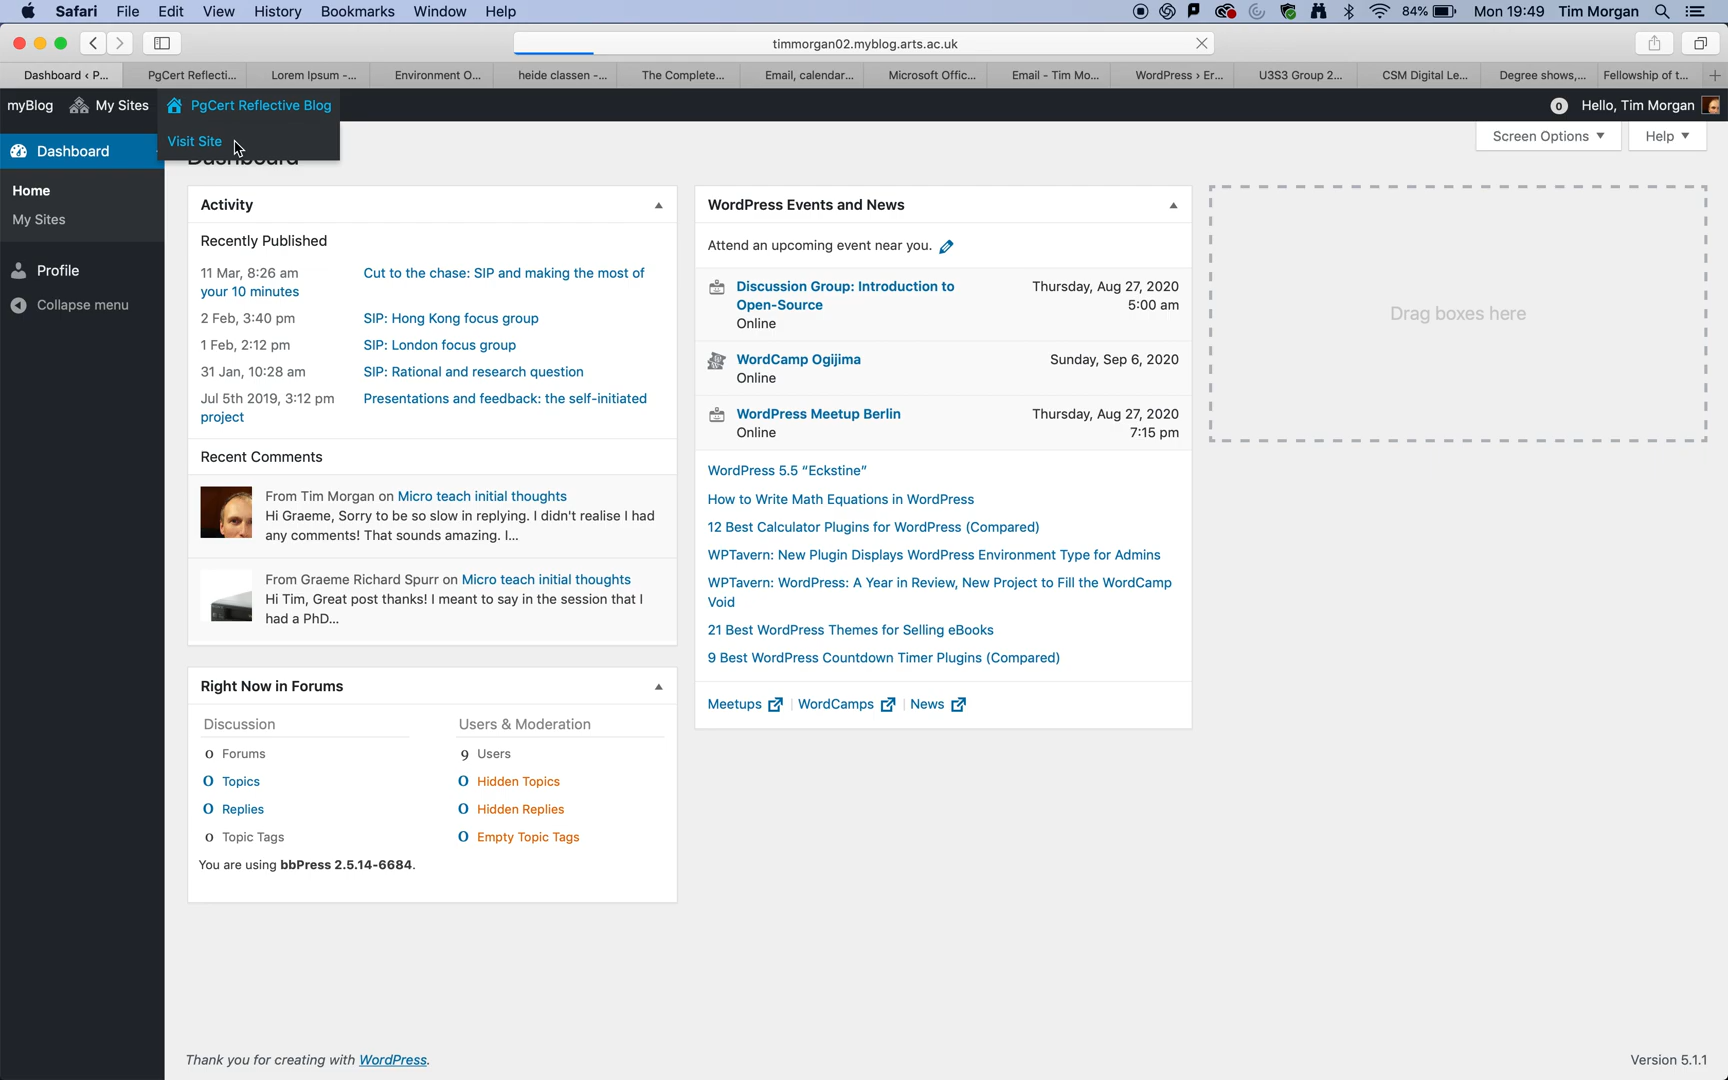 Safari File Edit View History Bookmarks Window Help 84% Mon 19:49 Tim Morgan
timmorgan02.myblog.arts.ac.uk
Dashboard ‹ P... PgCert Reflecti... Lorem Ipsum -... Environment O... heide classen -... The Complete... Email, calendar... Microsoft Offic... Email - Tim Mo... WordPress › Er... U3S3 Group 2... CSM Digital Le... Degree shows,... Fellowship of t...
myBlog My Sites PgCert Reflective Blog 0 Hello, Tim Morgan
Visit Site
Screen Options Help
Dashboard
Dashboard
Home
My Sites
Profile
Collapse menu
Activity
Recently Published
11 Mar, 8:26 am Cut to the chase: SIP and making the most of
your 10 minutes
2 Feb, 3:40 pm SIP: Hong Kong focus group
1 Feb, 2:12 pm SIP: London focus group
31 Jan, 10:28 am SIP: Rational and research question
Jul 5th 2019, 3:12 pm Presentations and feedback: the self-initiated
project
Recent Comments
From Tim Morgan on Micro teach initial thoughts
Hi Graeme, Sorry to be so slow in replying. I didn't realise I had
any comments! That sounds amazing. I...
From Graeme Richard Spurr on Micro teach initial thoughts
Hi Tim, Great post thanks! I meant to say in the session that I
had a PhD...
Right Now in Forums
Discussion Users & Moderation
0 Forums 9 Users
0 Topics 0 Hidden Topics
0 Replies 0 Hidden Replies
0 Topic Tags 0 Empty Topic Tags
You are using bbPress 2.5.14-6684.
WordPress Events and News
Attend an upcoming event near you.
Discussion Group: Introduction to Thursday, Aug 27, 2020
Open-Source 5:00 am
Online
WordCamp Ogijima Sunday, Sep 6, 2020
Online
WordPress Meetup Berlin Thursday, Aug 27, 2020
Online 7:15 pm
WordPress 5.5 “Eckstine”
How to Write Math Equations in WordPress
12 Best Calculator Plugins for WordPress (Compared)
WPTavern: New Plugin Displays WordPress Environment Type for Admins
WPTavern: WordPress: A Year in Review, New Project to Fill the WordCamp
Void
21 Best WordPress Themes for Selling eBooks
9 Best WordPress Countdown Timer Plugins (Compared)
Meetups WordCamps News
Drag boxes here
Thank you for creating with WordPress. Version 5.1.1